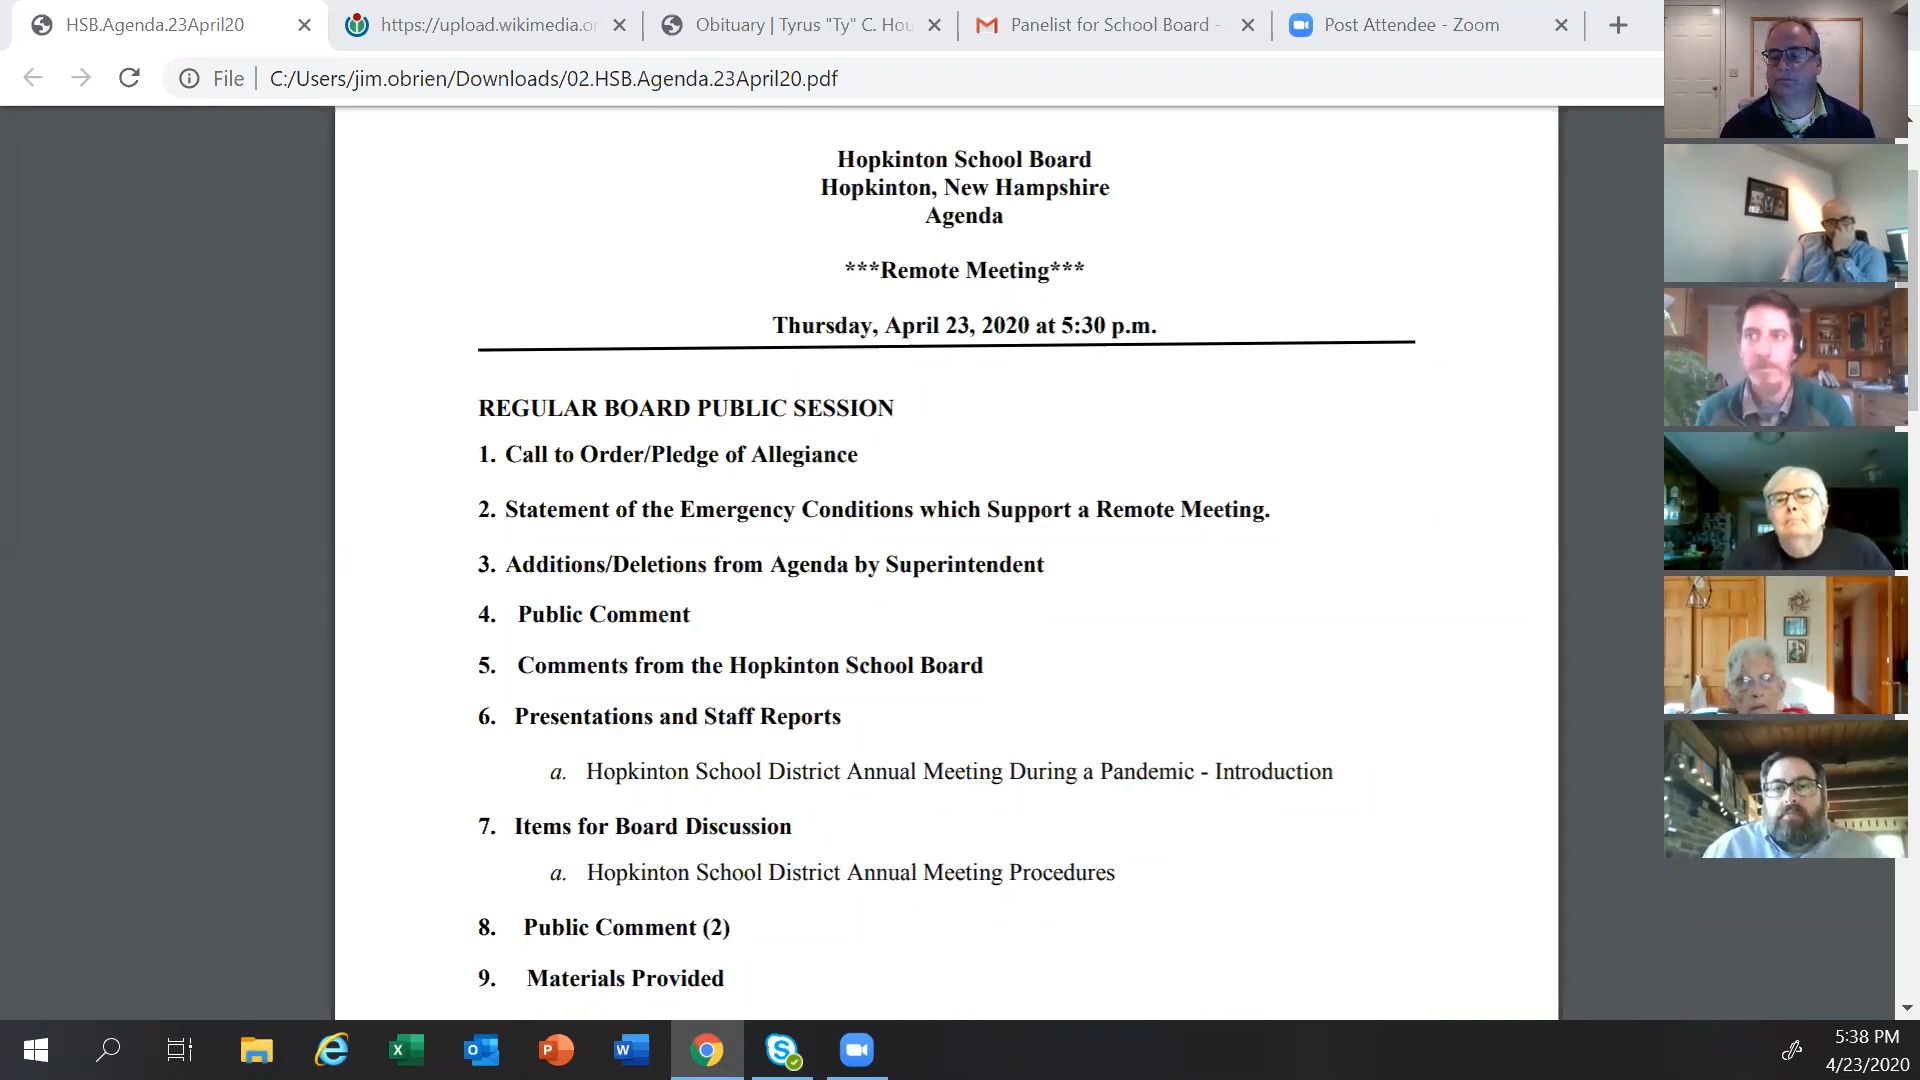 HSB.Agenda.23April20
https://upload.wikimedia.or
Obituary | Tyrus "Ty" C. Hou
Panelist for School Board -
Post Attendee - Zoom
File
C:/Users/jim.obrien/Downloads/02.HSB.Agenda.23April20.pdf
Hopkinton School Board
Hopkinton, New Hampshire
Agenda
***Remote Meeting***
Thursday, April 23, 2020 at 5:30 p.m.
REGULAR BOARD PUBLIC SESSION
1. Call to Order/Pledge of Allegiance
2. Statement of the Emergency Conditions which Support a Remote Meeting.
3. Additions/Deletions from Agenda by Superintendent
4. Public Comment
5. Comments from the Hopkinton School Board
6. Presentations and Staff Reports
a. Hopkinton School District Annual Meeting During a Pandemic - Introduction
7. Items for Board Discussion
a. Hopkinton School District Annual Meeting Procedures
8. Public Comment (2)
9. Materials Provided
5:38 PM
4/23/2020